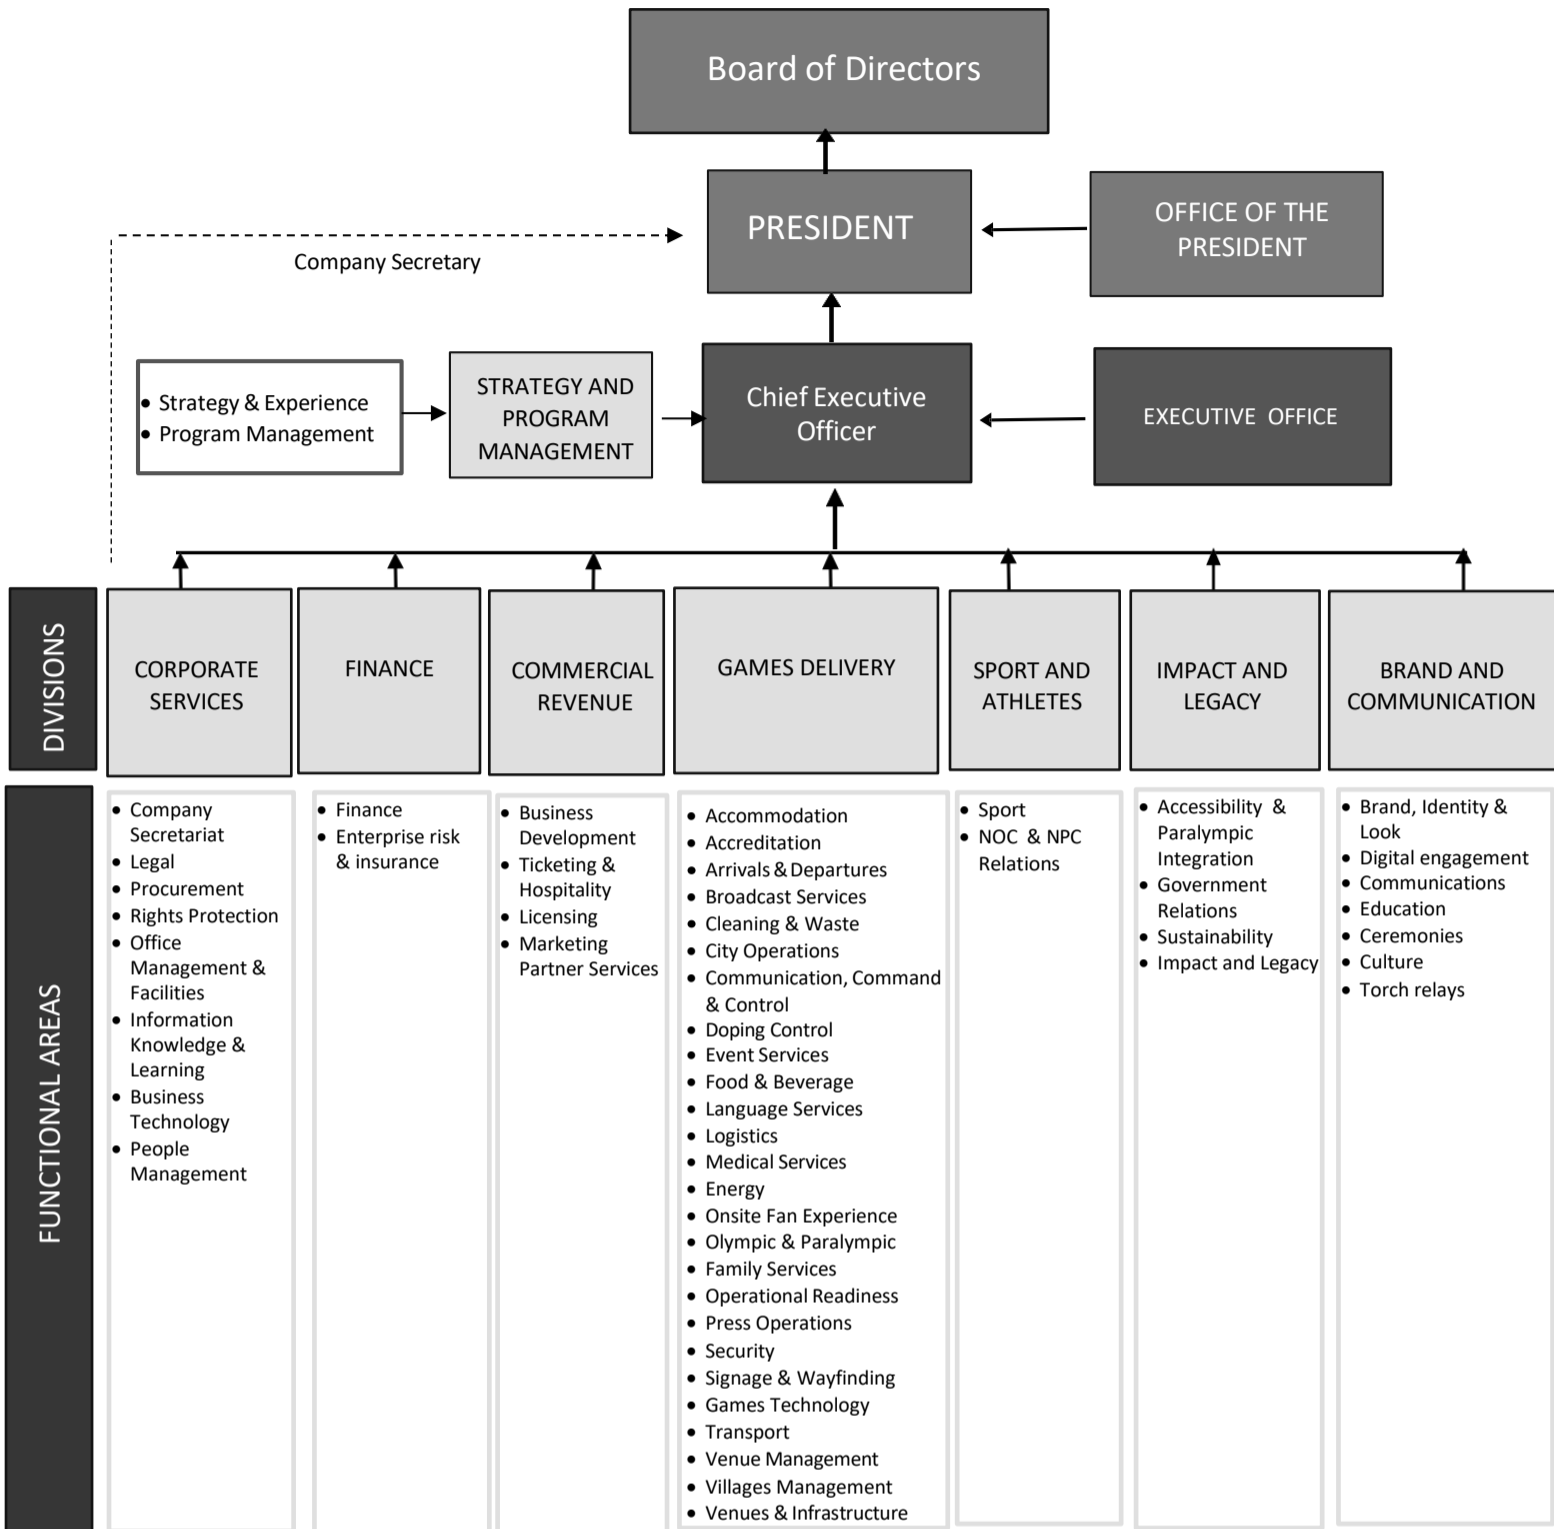 Board of Directors
PRESIDENT
OFFICE OF THE
PRESIDENT
Company Secretary
• Strategy & Experience
• Program Management
STRATEGY AND
PROGRAM
MANAGEMENT
Chief Executive
Officer
EXECUTIVE OFFICE
DIVISIONS
CORPORATE
SERVICES
FINANCE
COMMERCIAL
REVENUE
GAMES DELIVERY
SPORT AND
ATHLETES
IMPACT AND
LEGACY
BRAND AND
COMMUNICATION
FUNCTIONAL AREAS
• Company
Secretariat
• Legal
• Procurement
• Rights Protection
• Office
Management &
Facilities
• Information
Knowledge &
Learning
• Business
Technology
• People
Management
• Finance
• Enterprise risk
& insurance
• Business
Development
• Ticketing &
Hospitality
• Licensing
• Marketing
Partner Services
• Accommodation
• Accreditation
• Arrivals & Departures
• Broadcast Services
• Cleaning & Waste
• City Operations
• Communication, Command
& Control
• Doping Control
• Event Services
• Food & Beverage
• Language Services
• Logistics
• Medical Services
• Energy
• Onsite Fan Experience
• Olympic & Paralympic
• Family Services
• Operational Readiness
• Press Operations
• Security
• Signage & Wayfinding
• Games Technology
• Transport
• Venue Management
• Villages Management
• Venues & Infrastructure
• Sport
• NOC & NPC
Relations
• Accessibility &
Paralympic
Integration
• Government
Relations
• Sustainability
• Impact and Legacy
• Brand, Identity &
Look
• Digital engagement
• Communications
• Education
• Ceremonies
• Culture
• Torch relays